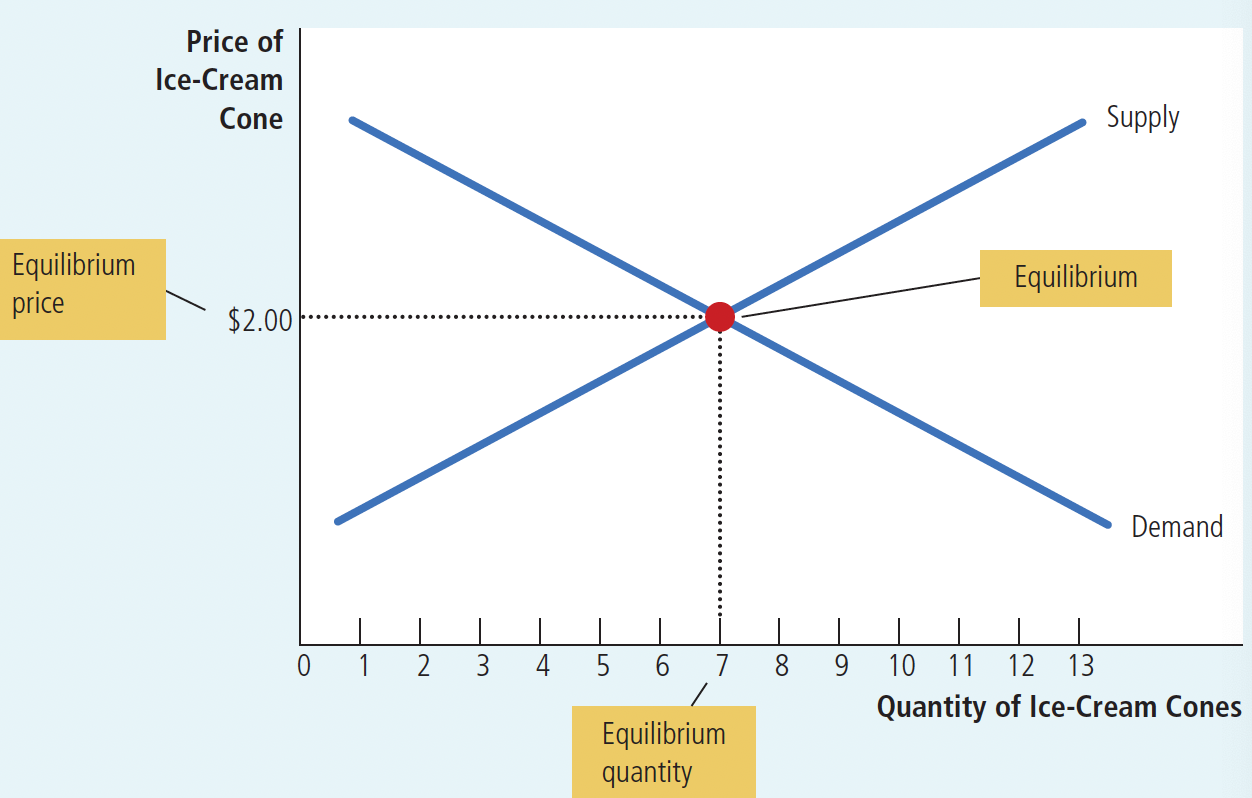 Price of
Ice-Cream
Cone
Supply
Equilibrium
price
Equilibrium
$2.00
Demand
0 1 2 3 4 5 6 7 8 9 10 11 12 13
Quantity of Ice-Cream Cones
Equilibrium
quantity